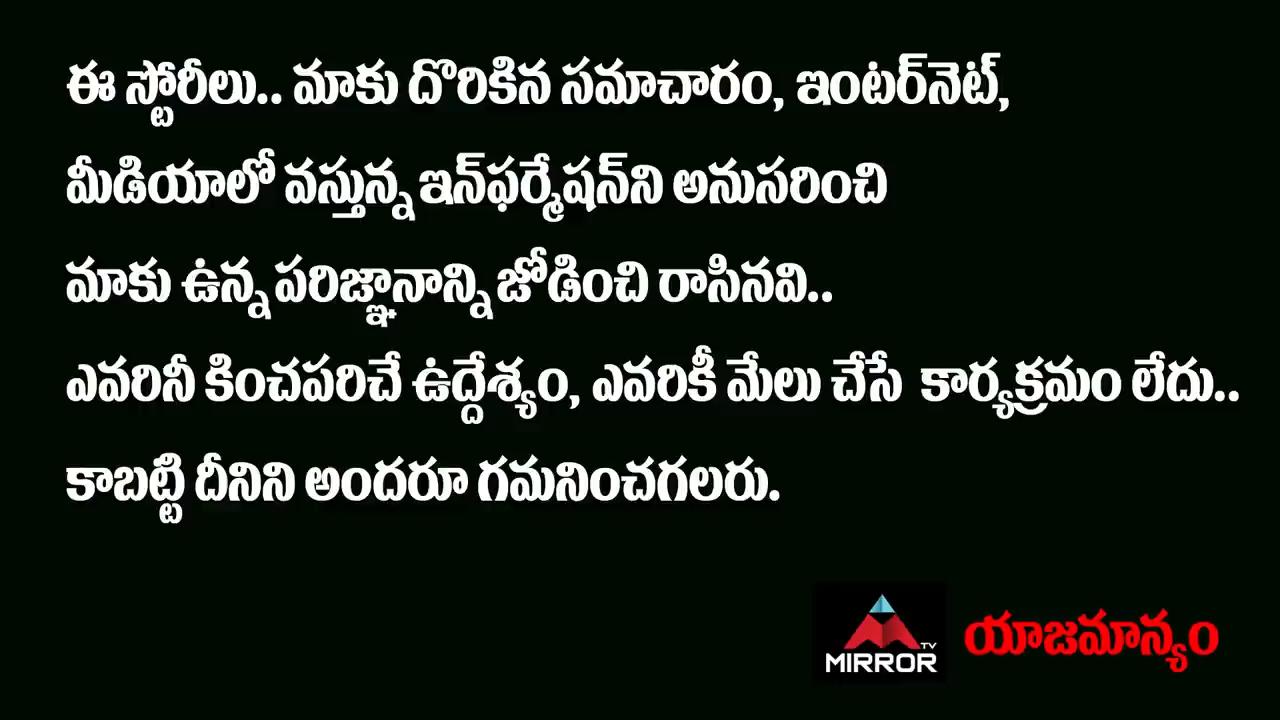 ఈ స్టోరీలు.. మాకు దొరికిన సమాచారం, ఇంటర్‌నెట్,
మీడియాలో వస్తున్న ఇన్‌ఫర్మేషన్‌ని అనుసరించి
మాకు ఉన్న పరిజ్ఞానాన్ని జోడించి రాసినవి..
ఎవరినీ కించపరిచే ఉద్దేశ్యం, ఎవరికీ మేలు చేసే కార్యక్రమం లేదు..
కాబట్టి దీనిని అందరూ గమనించగలరు.
TV
MIRROR
యాజమాన్యం